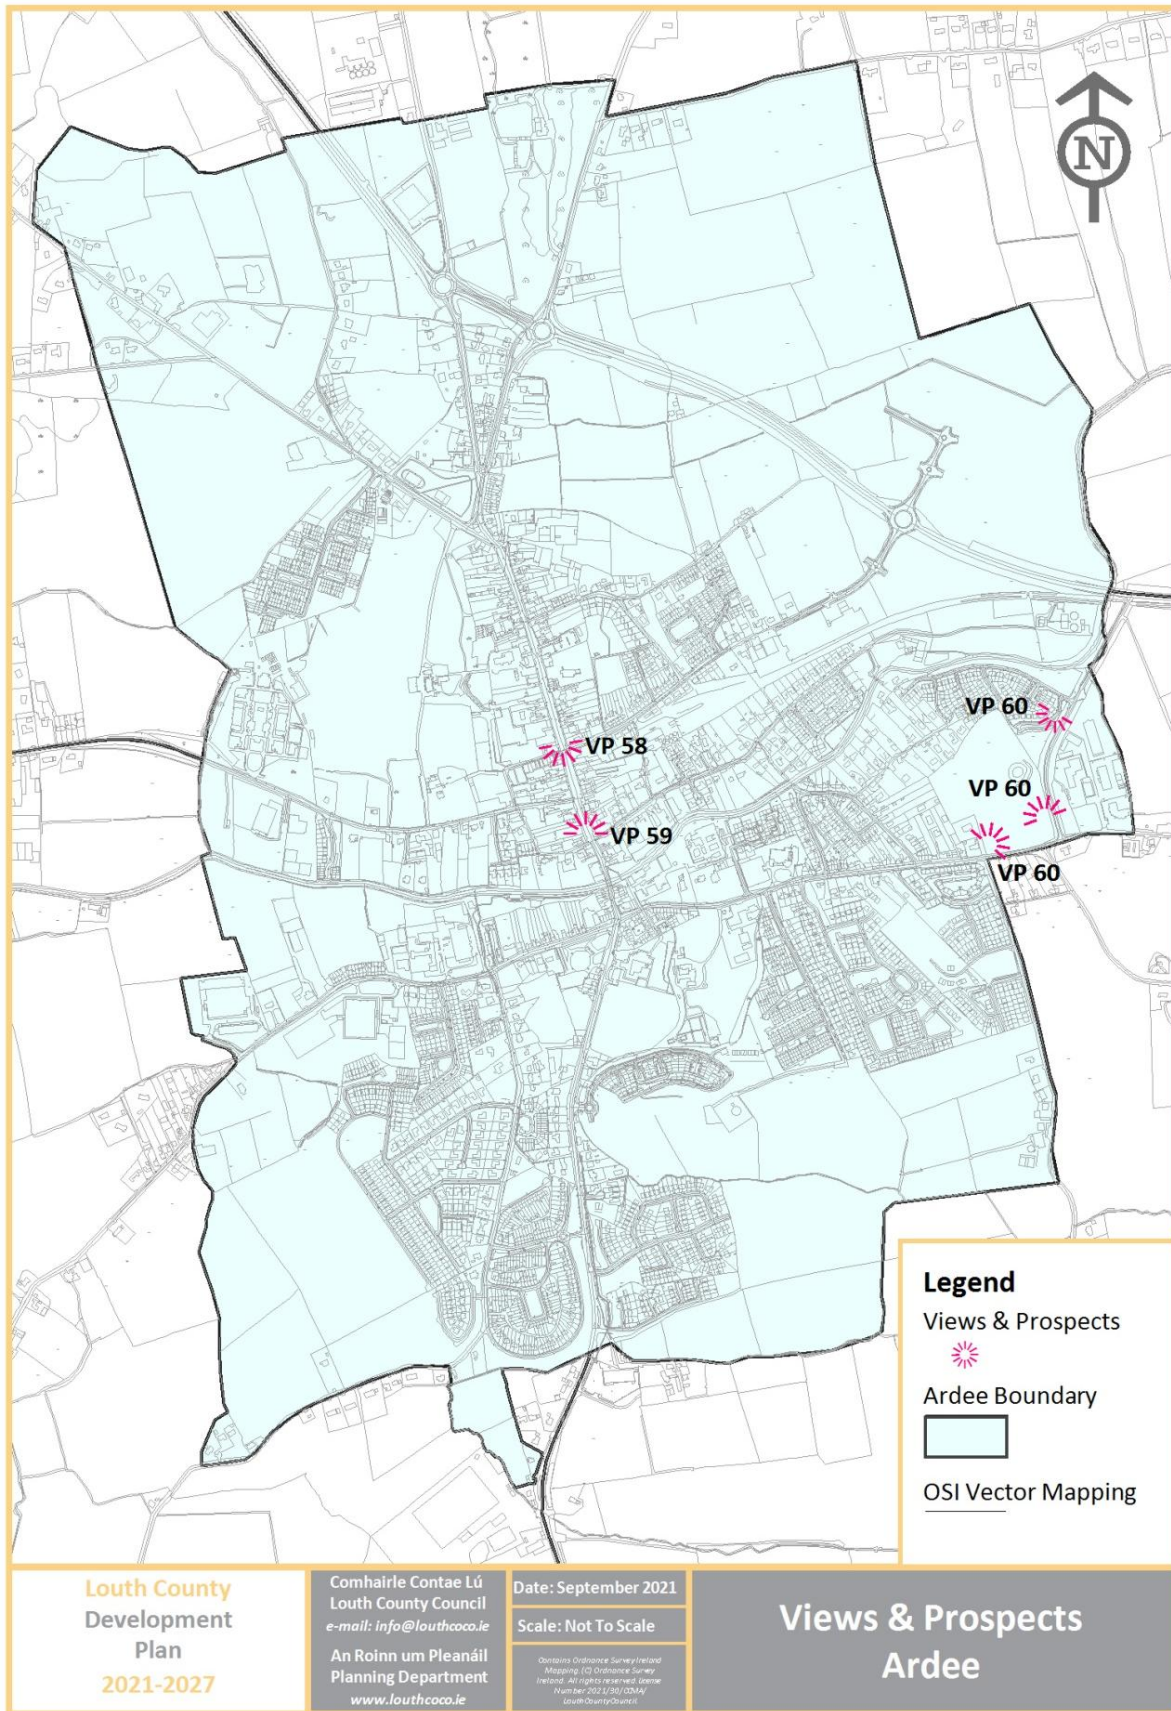 N
VP 58
VP 59
VP 60
VP 60
VP 60
Legend
Views & Prospects
Ardee Boundary
OSI Vector Mapping
Louth County
Development
Plan
2021-2027
Comhairle Contae Lú
Louth County Council
e-mail: info@louthcoco.ie
An Roinn um Pleanáil
Planning Department
www.louthcoco.ie
Date: September 2021
Scale: Not To Scale
Contains Ordnance Survey Ireland
Mapping. (C) Ordnance Survey
Ireland. All rights reserved. License
Number 2021/30/CCMA/
Louth County Council
Views & Prospects
Ardee